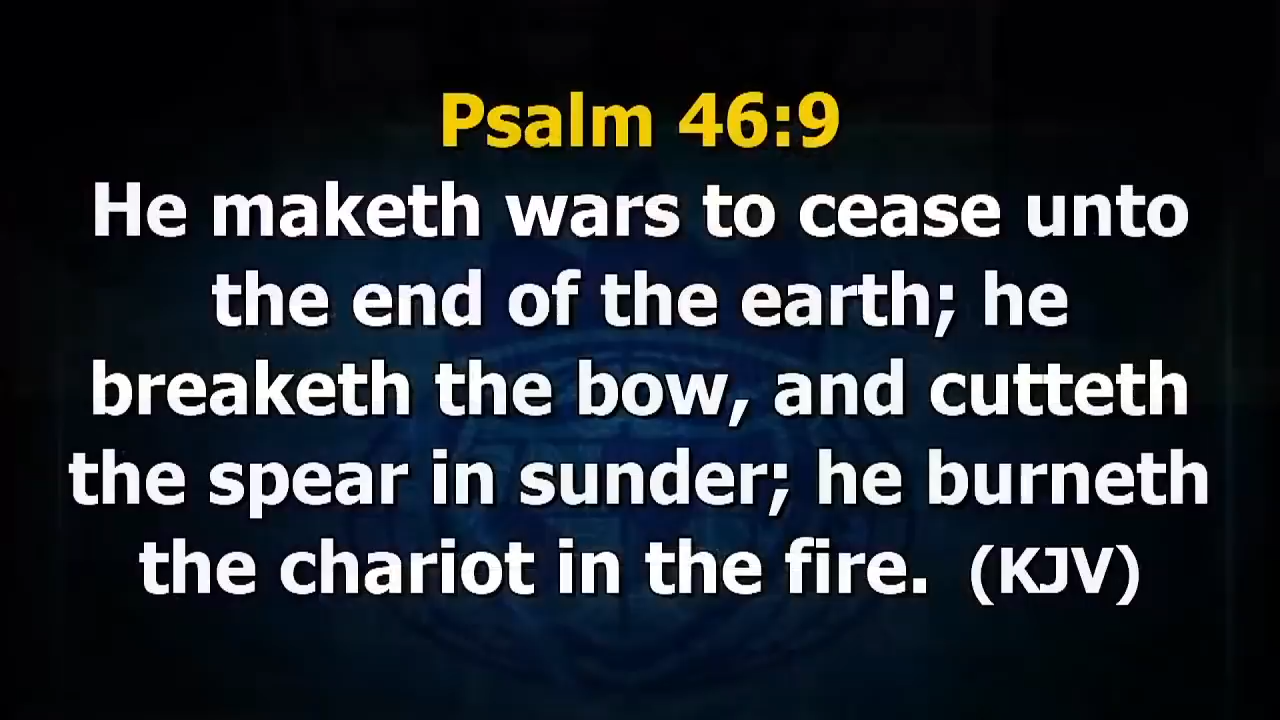 Psalm 46:9
He maketh wars to cease unto
the end of the earth; he
breaketh the bow, and cutteth
the spear in sunder; he burneth
the chariot in the fire. (KJV)